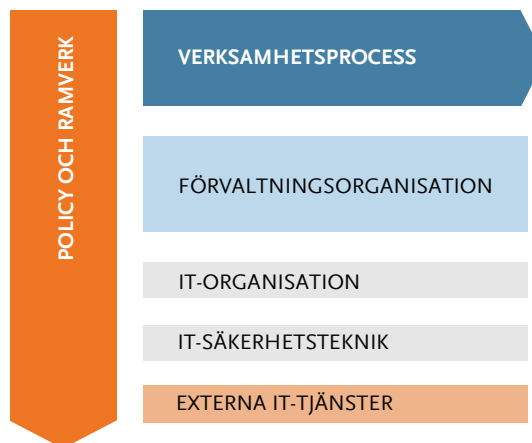 POLICY OCH RAMVERK
VERKSAMHETSPROCESS
FÖRVALTNINGSORGANISATION
IT-ORGANISATION
IT-SÄKERHETSTEKNIK
EXTERNA IT-TJÄNSTER